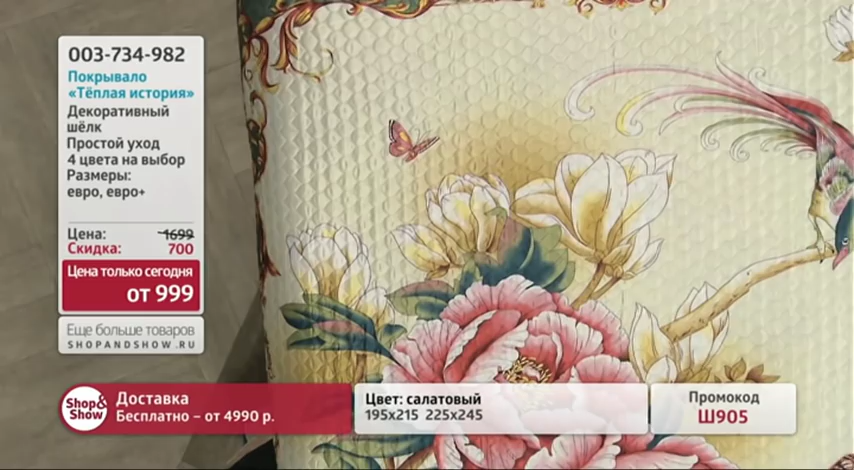 003-734-982
Покрывало
«Тёплая история»
Декоративный
шёлк
Простой уход
4 цвета на выбор
Размеры:
евро, евро+
Цена: 1699
Скидка: 700
Цена только сегодня
от 999
Еще больше товаров
SHOPANDSHOW.RU
Shop&
Show
Доставка
Бесплатно – от 4990 р.
Цвет: салатовый
195x215 225x245
Промокод
Ш905